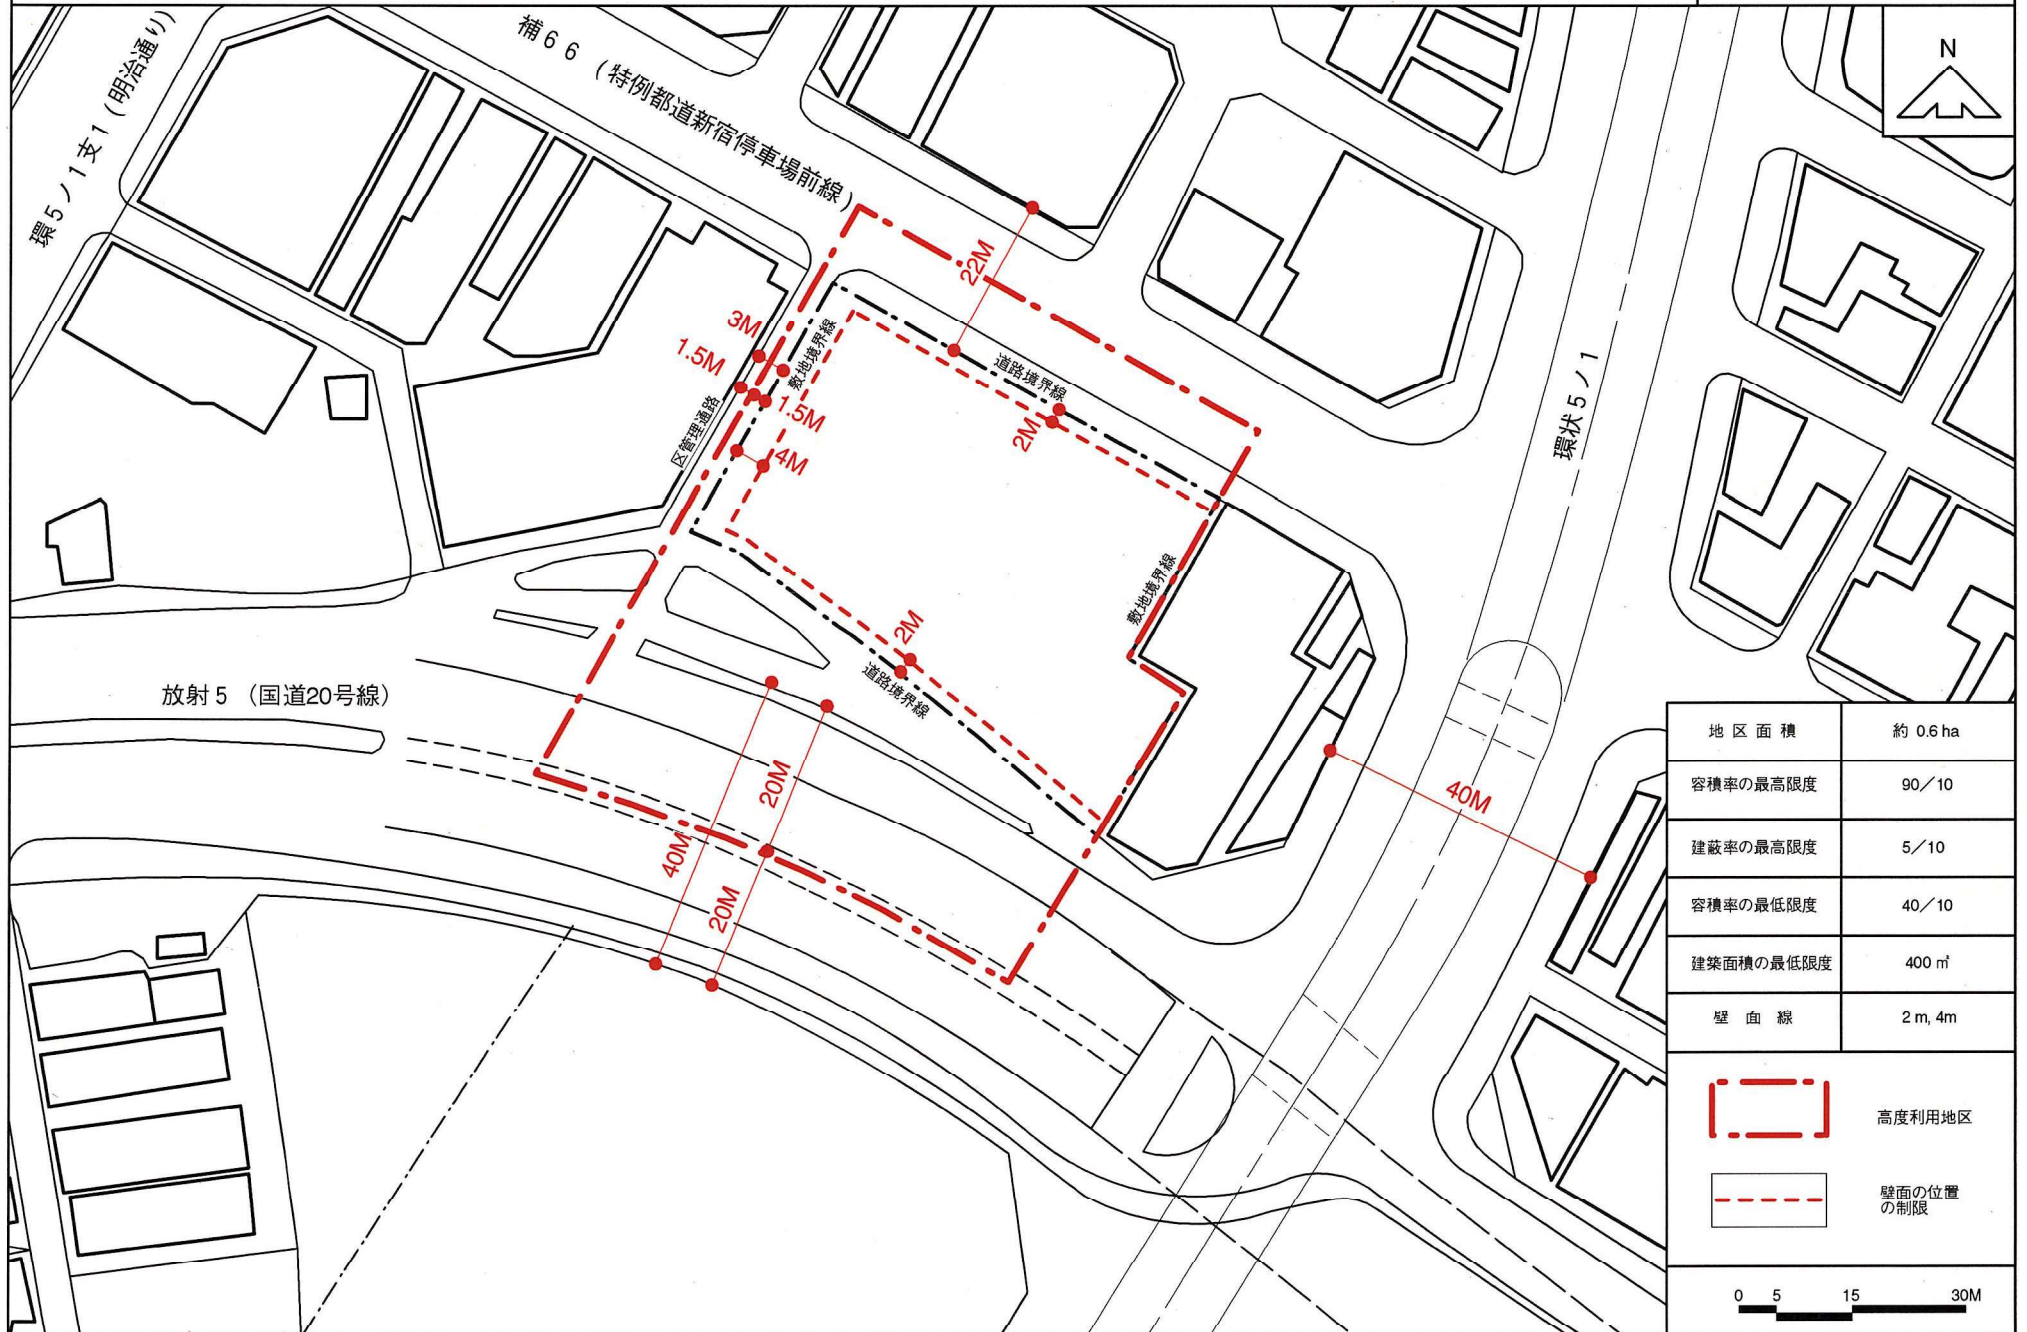 環5ノ1支1(明治通り)
補66 (特例都道新宿停車場前線)
N
22M
3M
1.5M
敷地境界線
道路境界線
1.5M
区管理通路
4M
2M
環状5ノ1
敷地境界線
2M
道路境界線
放射5 (国道20号線)
20M
40M
20M
40M
地区面積 約 0.6 ha
容積率の最高限度 90/10
建蔽率の最高限度 5/10
容積率の最低限度 40/10
建築面積の最低限度 400 ㎡
壁面線 2 m, 4m
高度利用地区
壁面の位置
の制限
0 5 15 30M